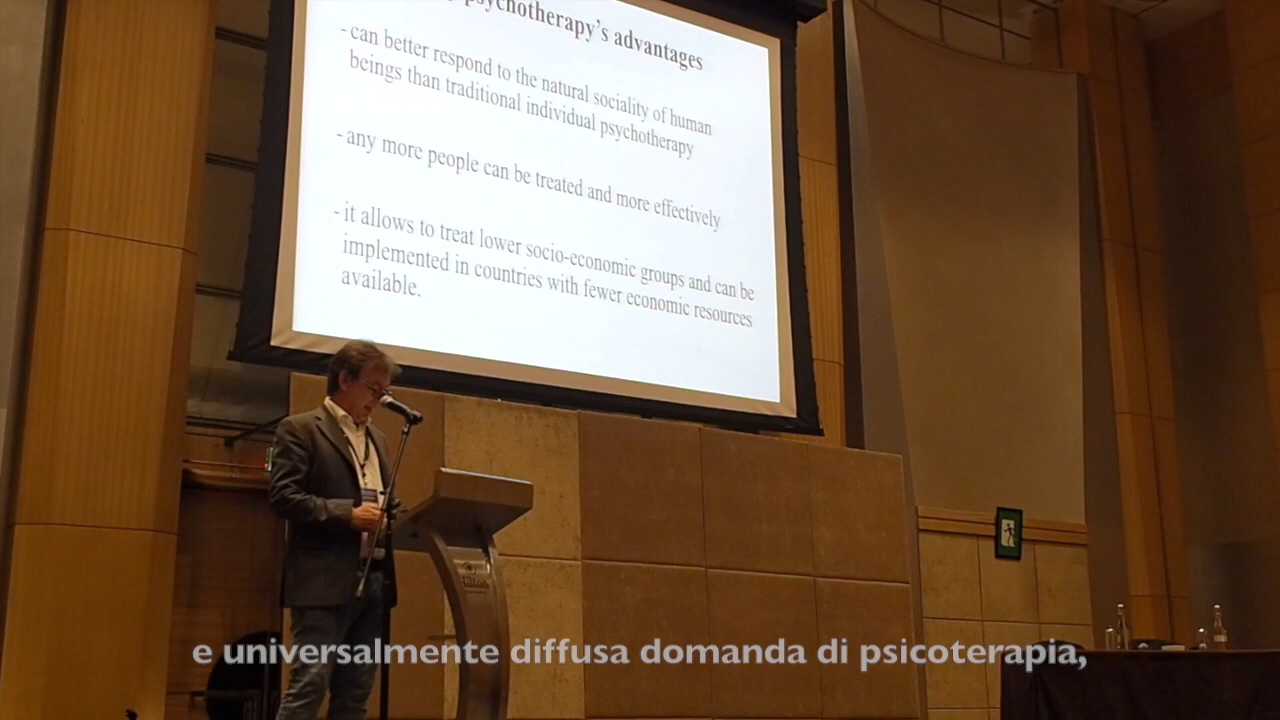 psychotherapy's advantages
- can better respond to the natural sociality of human
beings than traditional individual psychotherapy
- any more people can be treated and more effectively
- it allows to treat lower socio-economic groups and can be
implemented in countries with fewer economic resources
available.
Hilton
e universalmente diffusa domanda di psicoterapia,